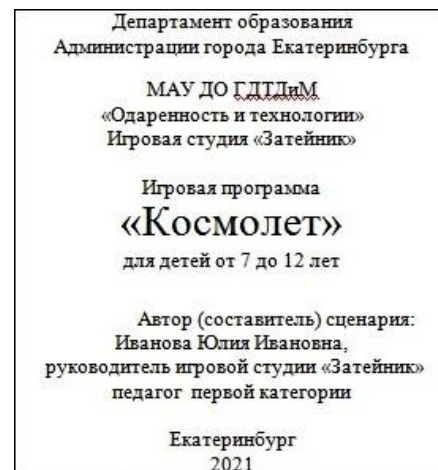 Департамент образования
Администрации города Екатеринбурга
МАУ ДО ГДТДиМ
«Одаренность и технологии»
Игровая студия «Затейник»
Игровая программа
«Космолет»
для детей от 7 до 12 лет
Автор (составитель) сценария:
Иванова Юлия Ивановна,
руководитель игровой студии «Затейник»
педагог первой категории
Екатеринбург
2021